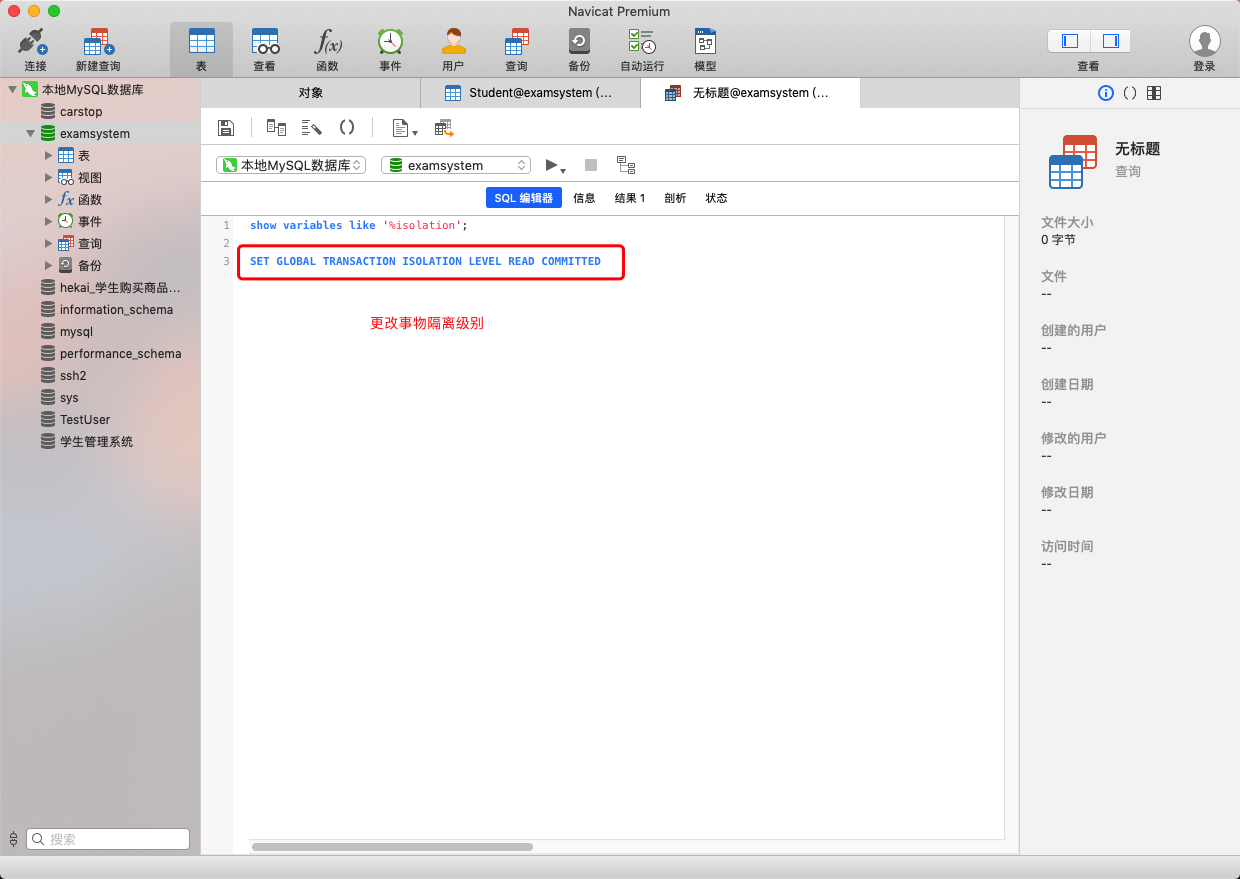 Navicat Premium
连接
新建查询
表
查看
函数
事件
用户
查询
备份
自动运行
模型
查看
登录
本地MySQL数据库
carstop
examsystem
表
视图
函数
事件
查询
备份
hekai_学生购买商品...
information_schema
mysql
performance_schema
ssh2
sys
TestUser
学生管理系统
搜索
对象
Student@examsystem (...
无标题@examsystem (...
本地MySQL数据库
examsystem
SQL 编辑器
信息
结果 1
剖析
状态
1 show variables like '%isolation';
2
3 SET GLOBAL TRANSACTION ISOLATION LEVEL READ COMMITTED
更改事物隔离级别
无标题
查询
文件大小
0 字节
文件
--
创建的用户
--
创建日期
--
修改的用户
--
修改日期
--
访问时间
--